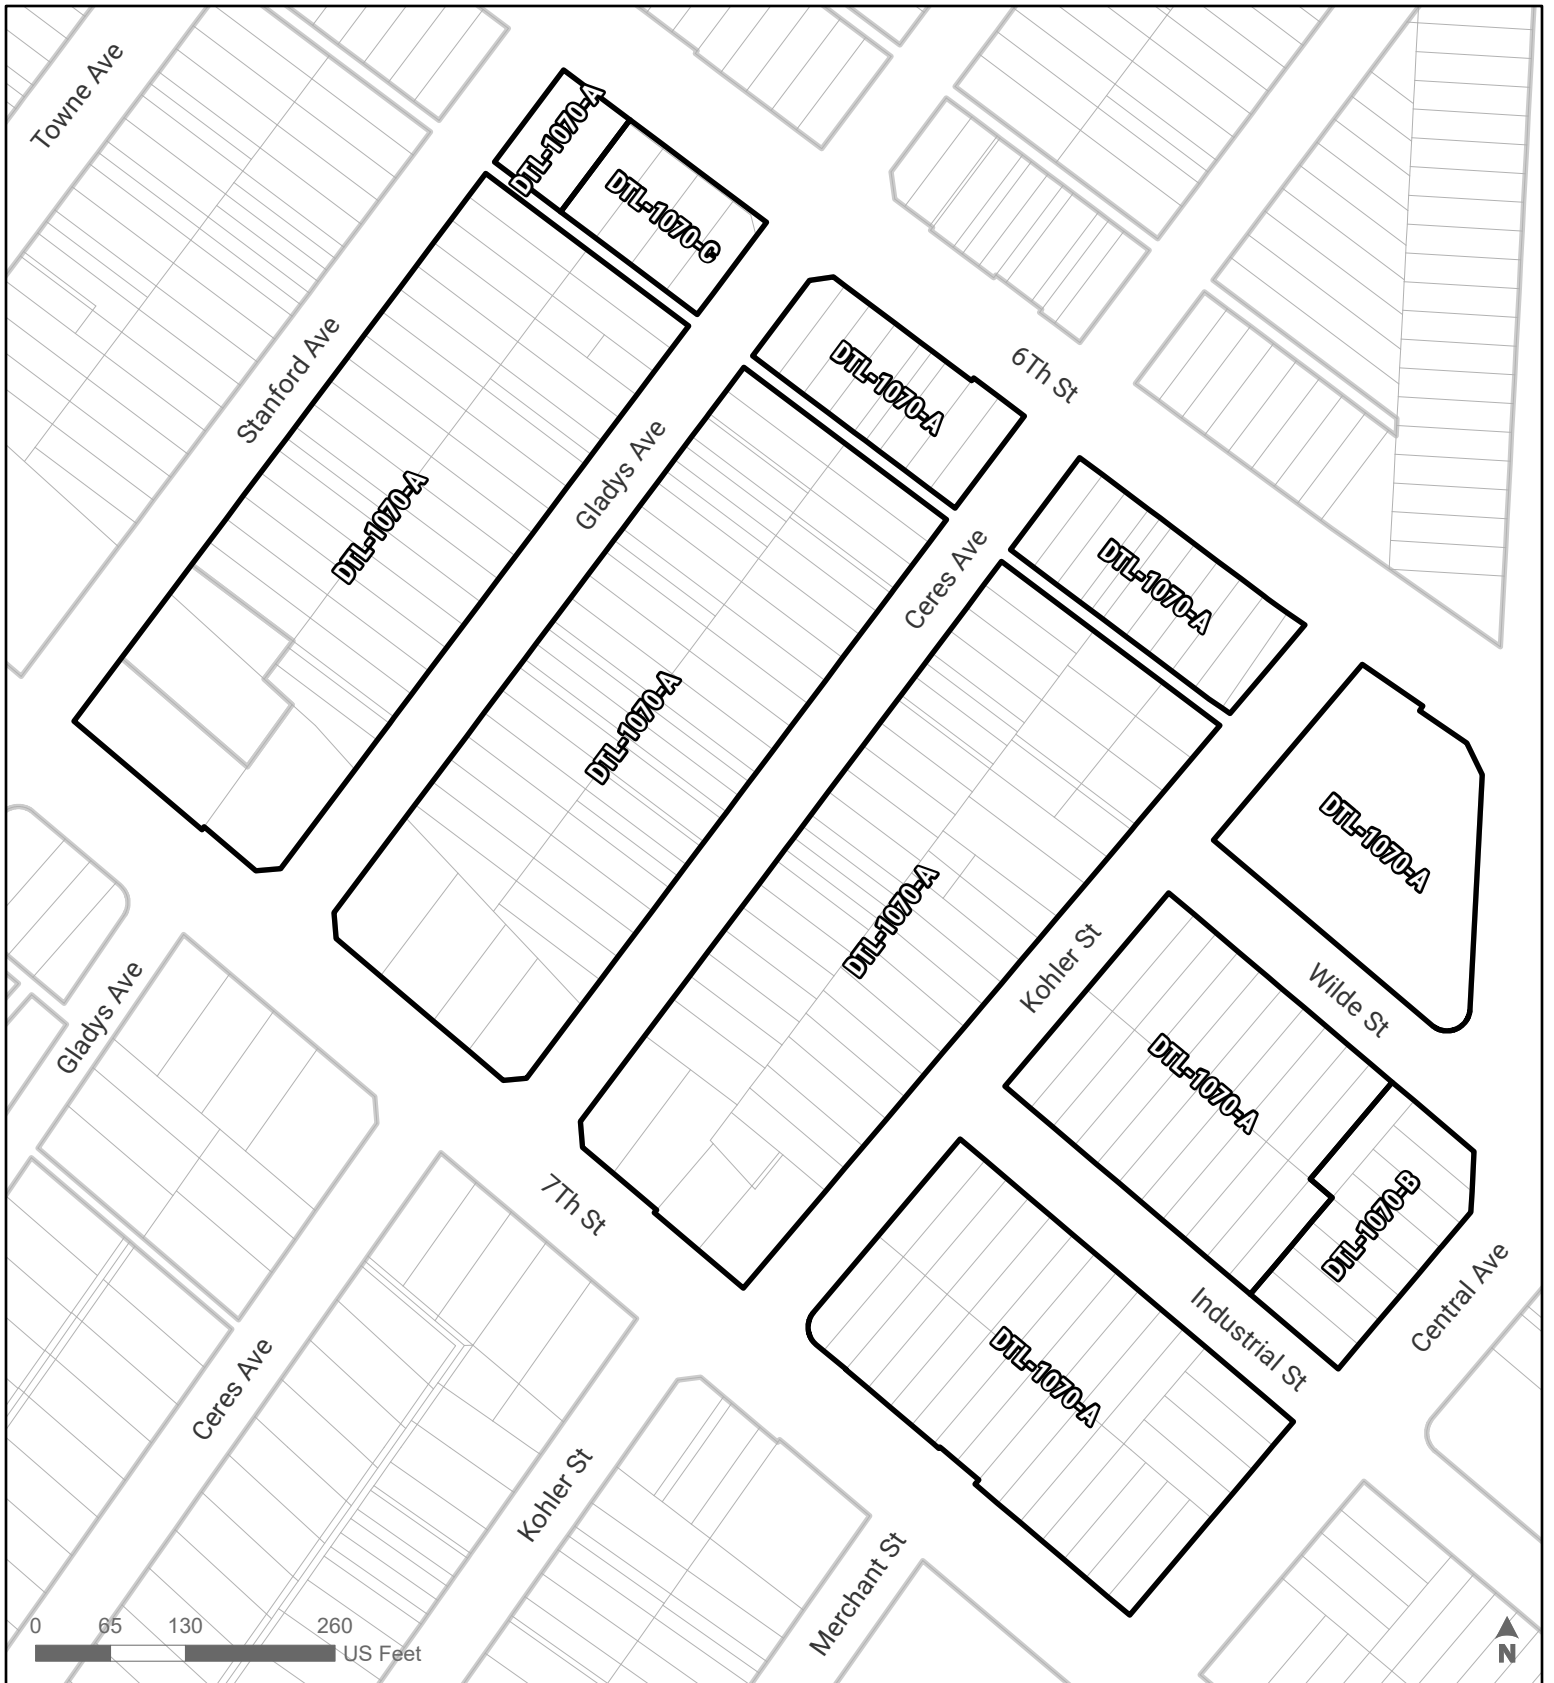 Towne Ave
DTL-1070-A
DTL-1070-C
Stanford Ave
DTL-1070-A
6Th St
Gladys Ave
DTL-1070-A
Ceres Ave
DTL-1070-A
DTL-1070-A
DTL-1070-A
DTL-1070-A
DTL-1070-A
Kohler St
Wilde St
Gladys Ave
DTL-1070-A
7Th St
DTL-1070-B
Central Ave
Industrial St
DTL-1070-A
Ceres Ave
Kohler St
Merchant St
0 65 130 260
US Feet
N